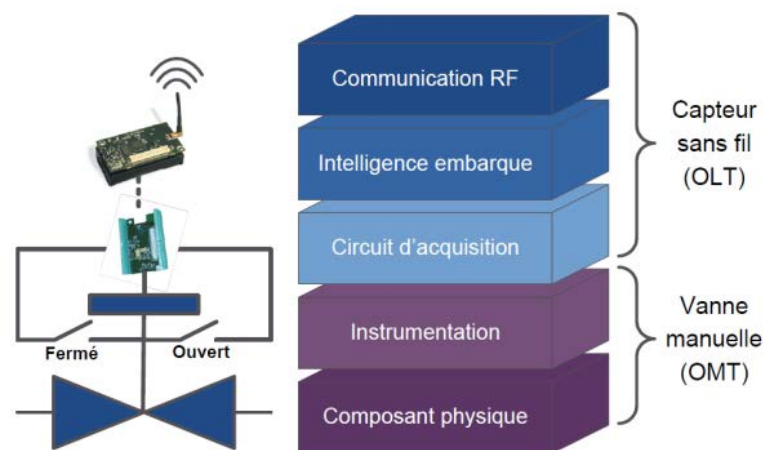 Communication RF
Intelligence embarque
Circuit d'acquisition
Instrumentation
Composant physique
Capteur
sans fil
(OLT)
Vanne
manuelle
(OMT)
Fermé
Ouvert